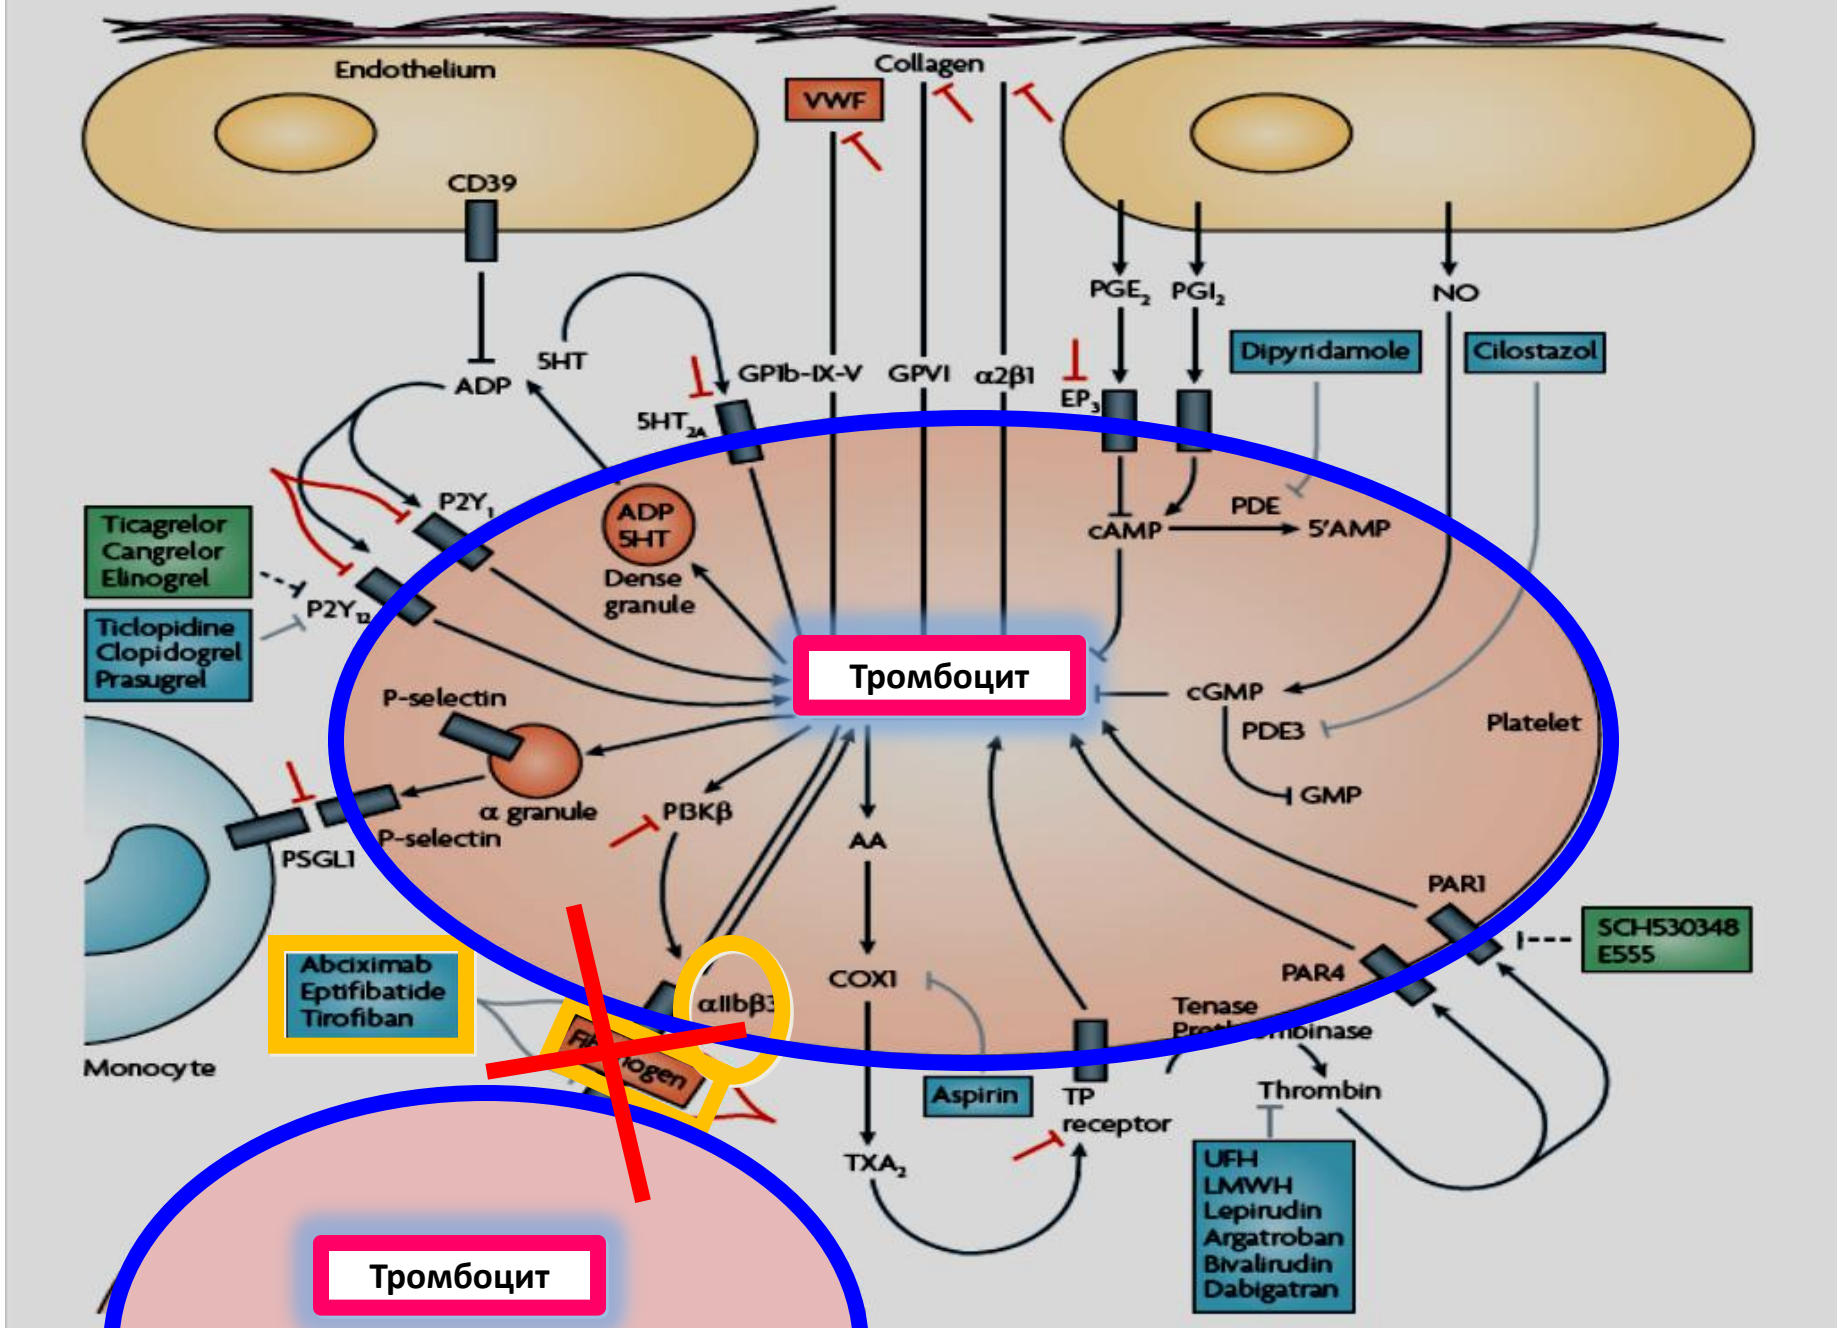 Endothelium
Collagen
VWF
CD39
PGE2
PGI2
NO
5HT
ADP
Dipyridamole
Cilostazol
GP1b-IX-V
GPVI
α2β1
EP3
5HT2A
P2Y1
ADP
5HT
Dense
granule
PDE
cAMP
5'AMP
Ticagrelor
Cangrelor
Elinogrel
P2Y12
Ticlopidine
Clopidogrel
Prasugrel
Тромбоцит
P-selectin
cGMP
PDE3
Platelet
GMP
α granule
PI3Kβ
P-selectin
PSGL1
AA
PAR1
SCH530348
E555
Abciximab
Eptifibatide
Tirofiban
αIIbβ3
COX1
PAR4
Tenase
Prothrombinase
Fibrinogen
Monocyte
Aspirin
TP
receptor
Thrombin
TXA2
UFH
LMWH
Lepirudin
Argatroban
Bivalirudin
Dabigatran
Тромбоцит